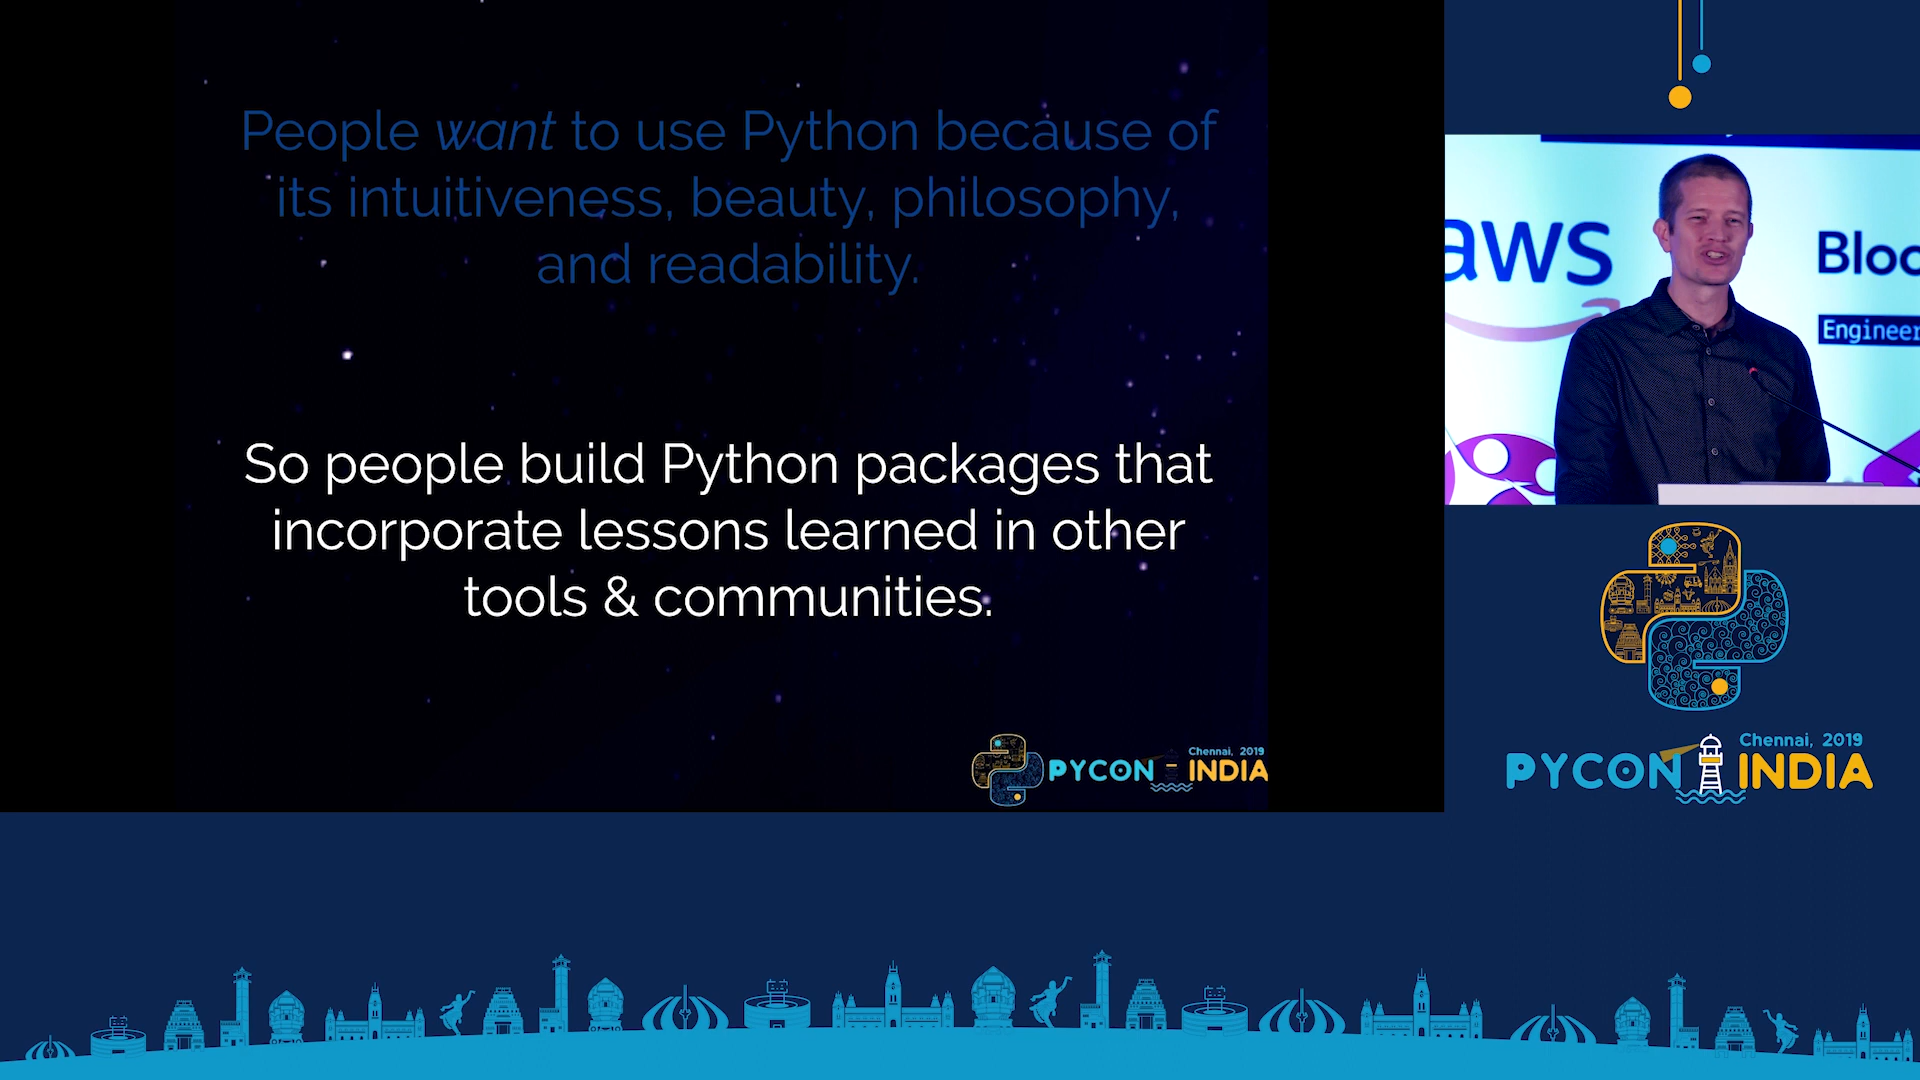 People want to use Python because of
its intuitiveness, beauty, philosophy,
and readability.
So people build Python packages that
incorporate lessons learned in other
tools & communities.
Chennai, 2019
PYCON INDIA
aws
Bloo
Engineer
Chennai, 2019
PYCON INDIA